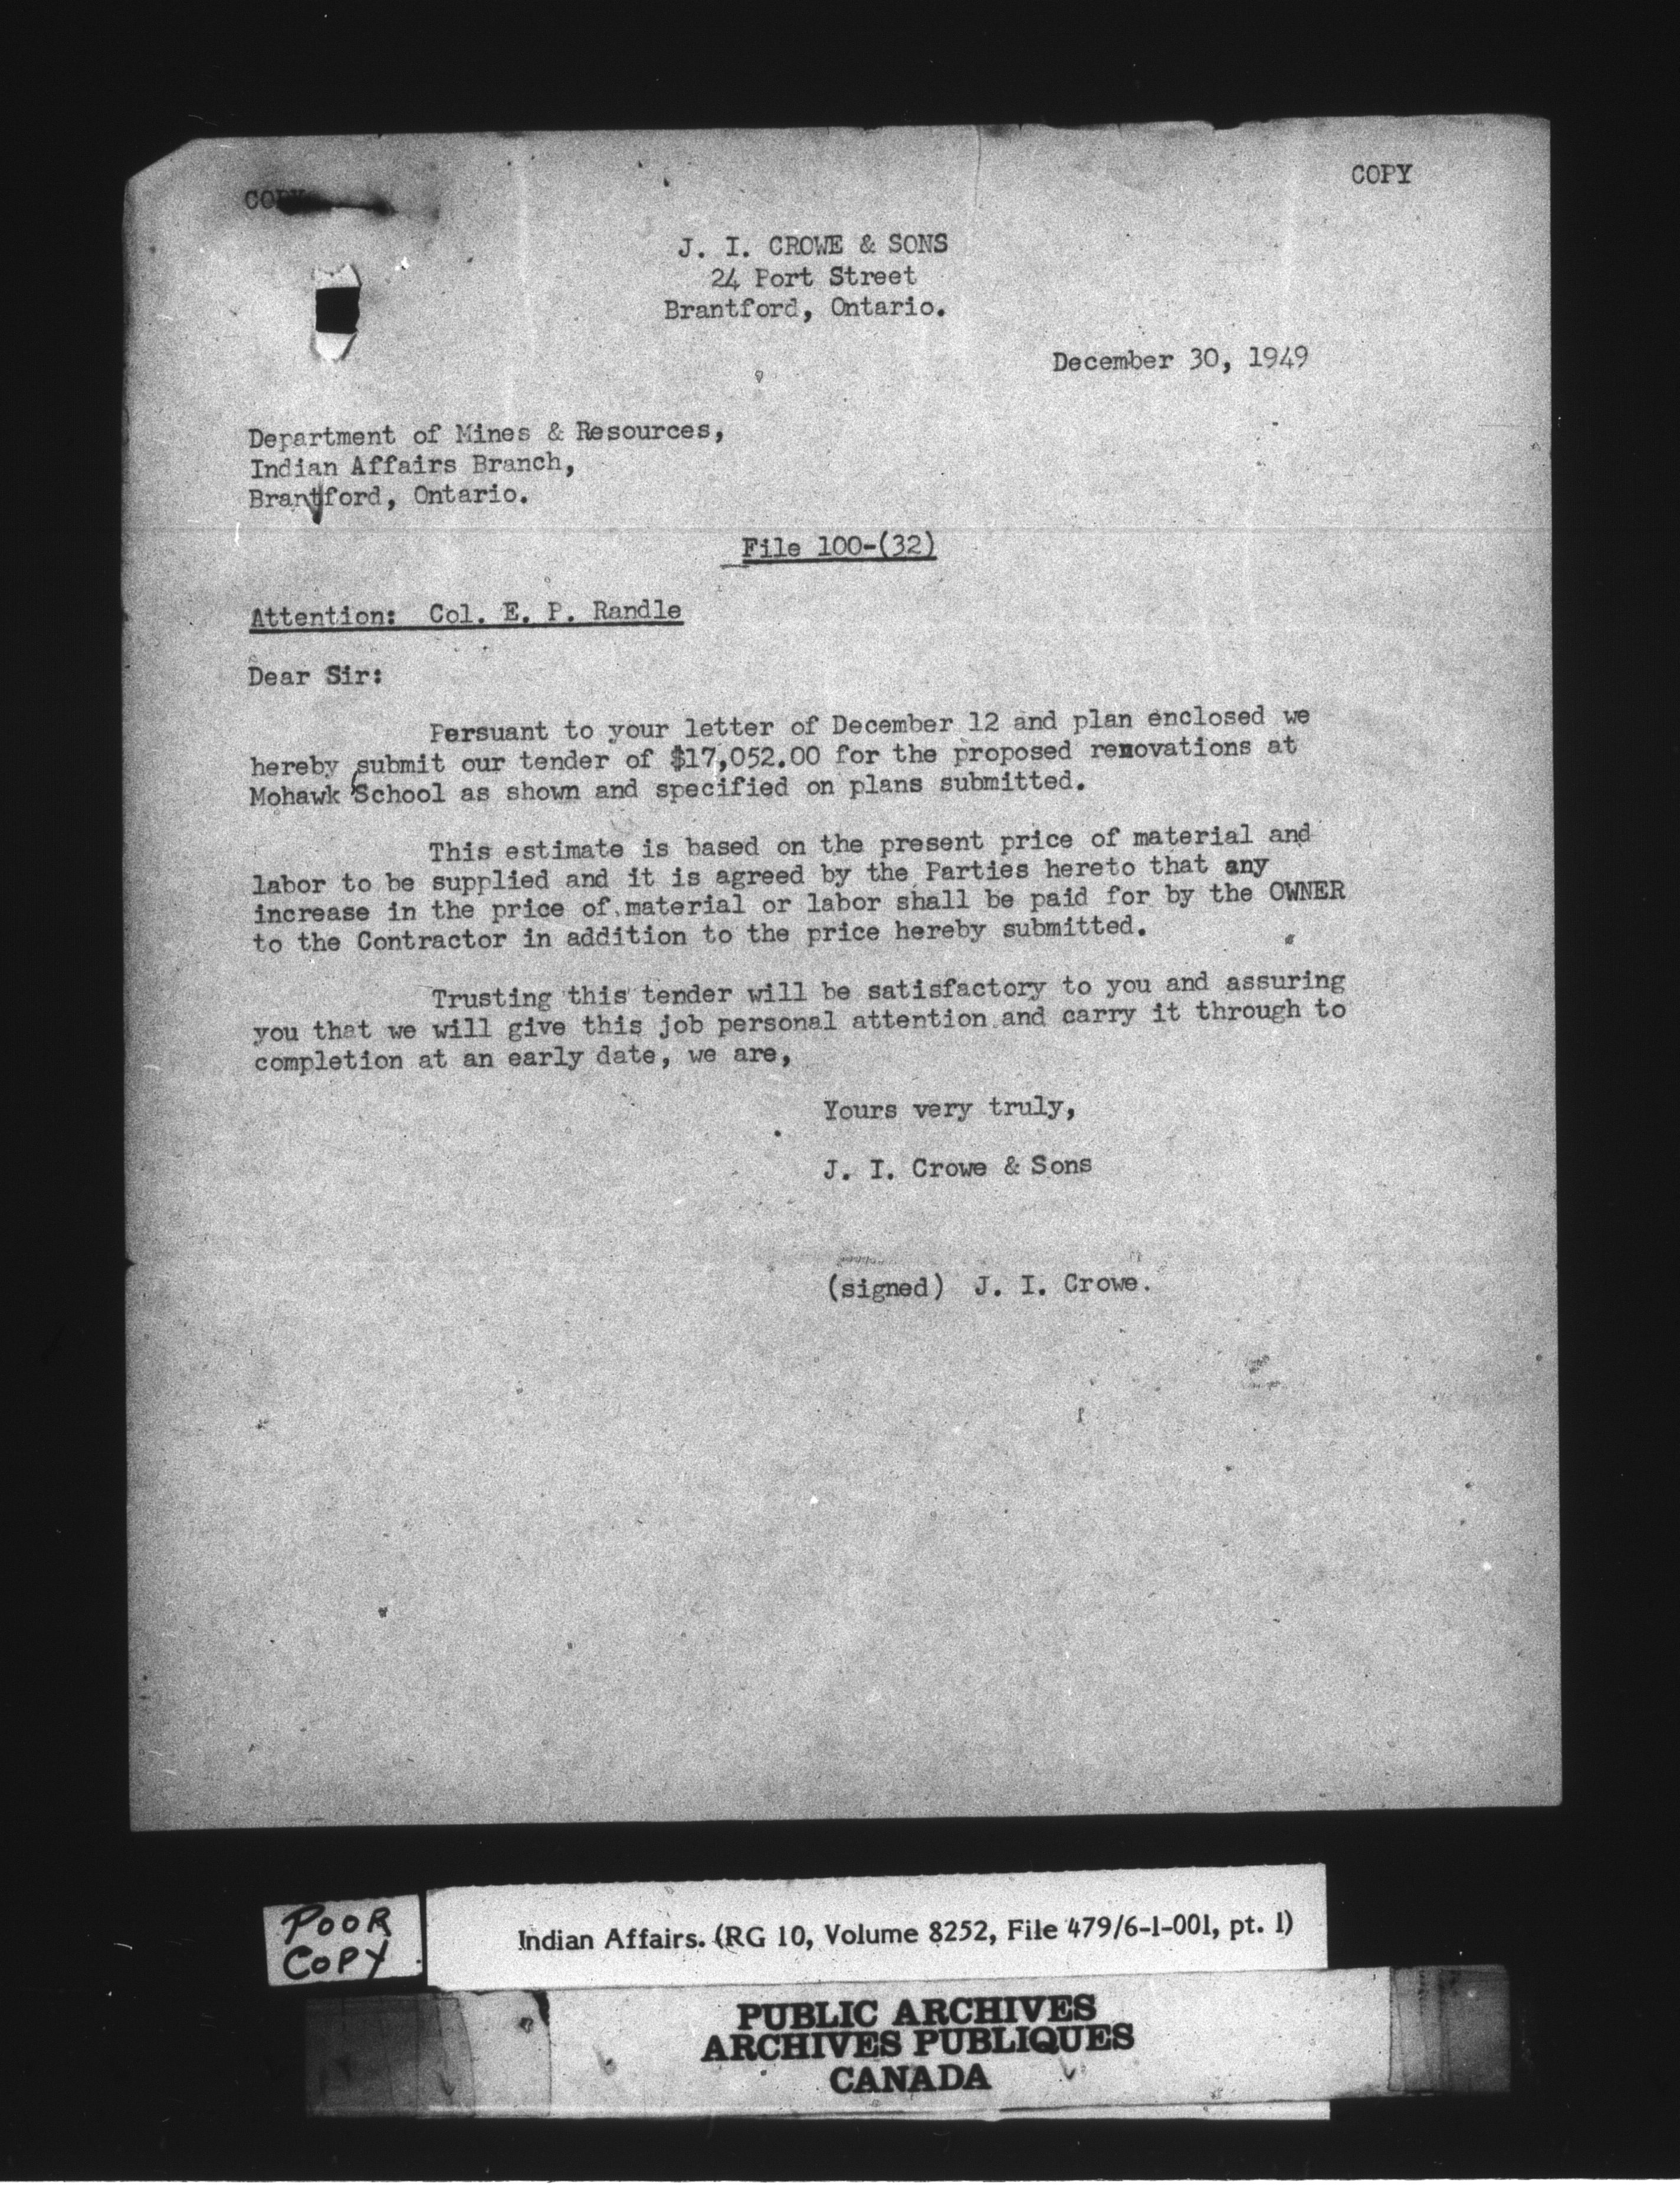 COPY
COPY
J. I. CROWE & SONS
24 Port Street
Brantford, Ontario.
December 30, 1949
Department of Mines & Resources,
Indian Affairs Branch,
Brantford, Ontario.
File 100-(32)
Attention: Col. E. P. Randle
Dear Sir:
Persuant to your letter of December 12 and plan enclosed we
hereby submit our tender of $17,052.00 for the proposed renovations at
Mohawk School as shown and specified on plans submitted.
This estimate is based on the present price of material and
labor to be supplied and it is agreed by the Parties hereto that any
increase in the price of material or labor shall be paid for by the OWNER
to the Contractor in addition to the price hereby submitted.
Trusting this tender will be satisfactory to you and assuring
you that we will give this job personal attention and carry it through to
completion at an early date, we are,
Yours very truly,
J. I. Crowe & Sons
(signed) J. I. Crowe.
POOR
COPY
Indian Affairs. (RG 10, Volume 8252, File 479/6-1-001, pt. 1)
PUBLIC ARCHIVES
ARCHIVES PUBLIQUES
CANADA